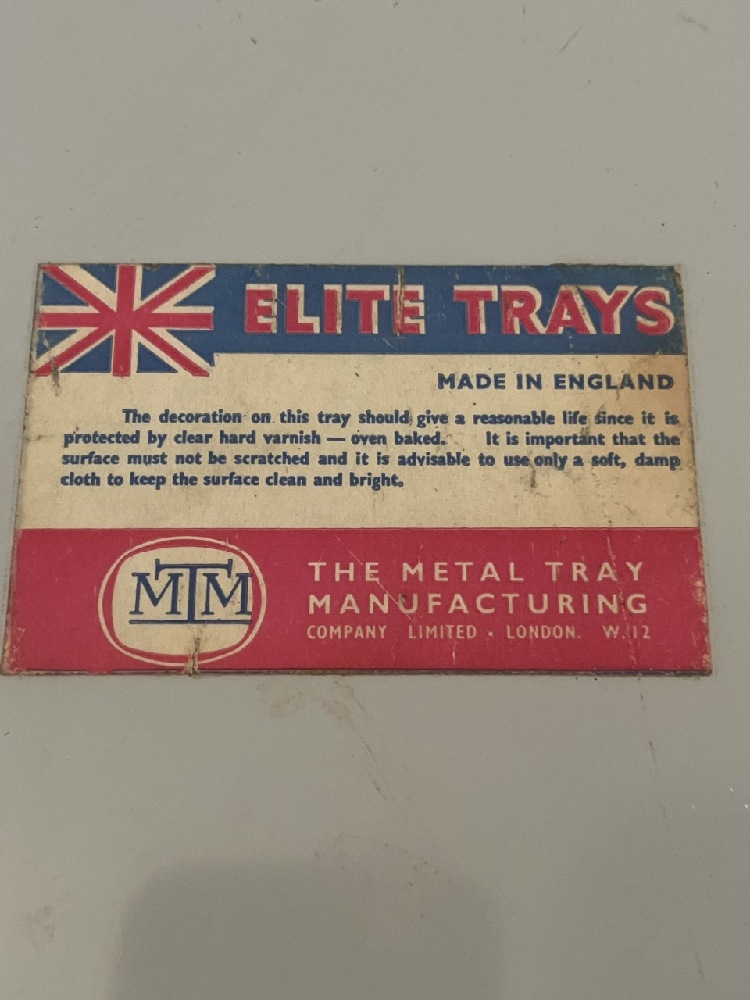 ELITE TRAYS
MADE IN ENGLAND
The decoration on this tray should give a reasonable life since it is
protected by clear hard varnish — oven baked. It is important that the
surface must not be scratched and it is advisable to use only a soft, damp
cloth to keep the surface clean and bright.
MTM
THE METAL TRAY
MANUFACTURING
COMPANY LIMITED · LONDON. W.12